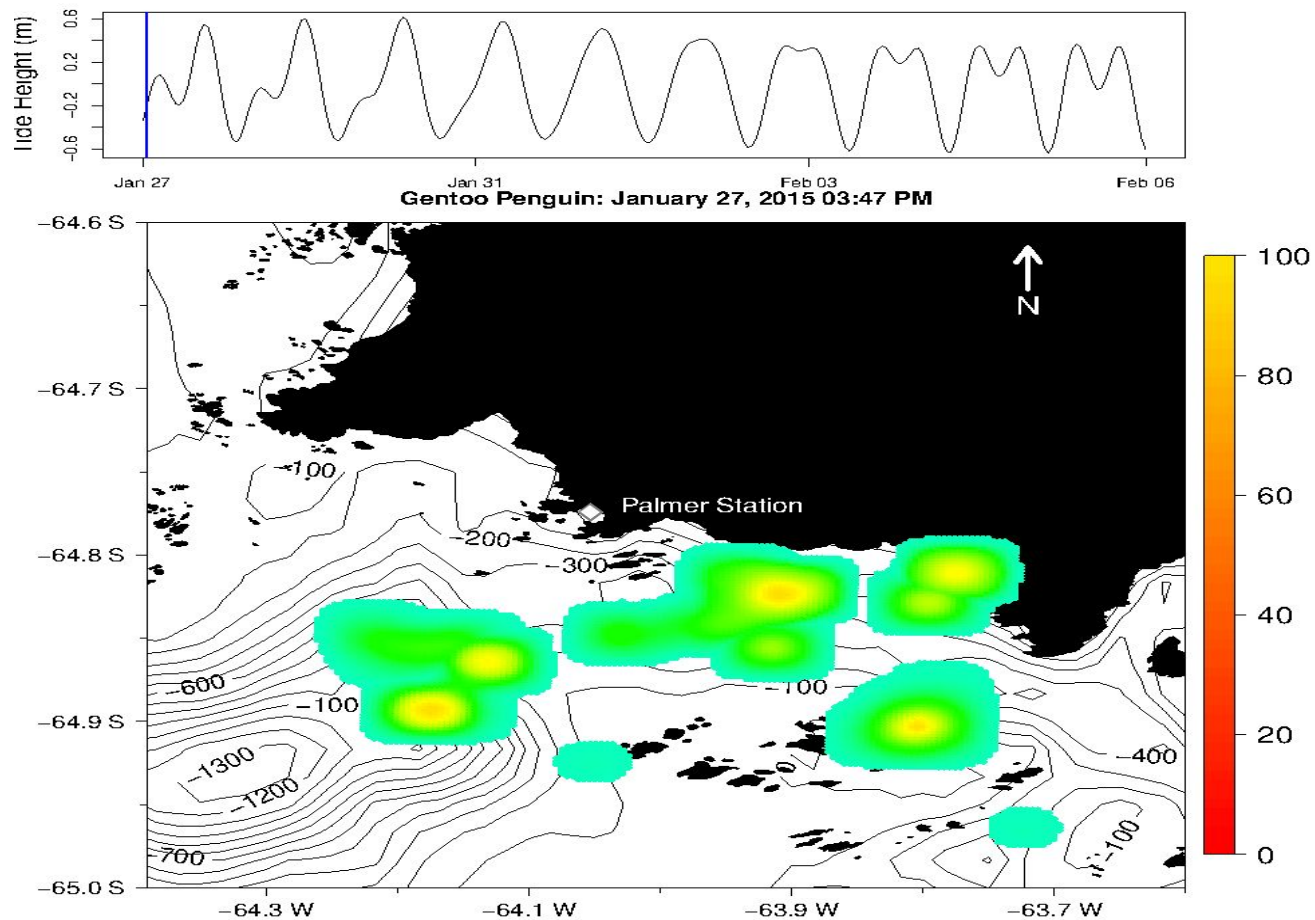 Tide Height (m)
0.6
0.2
-0.2
-0.6
Jan 27
Jan 31
Feb 03
Feb 06
Gentoo Penguin: January 27, 2015 03:47 PM
-64.6 S
-64.7 S
-64.8 S
-64.9 S
-65.0 S
N
Palmer Station
-100
-200
-300
-600
-100
-100
-1300
-1200
-700
0
-400
-100
-64.3 W
-64.1 W
-63.9 W
-63.7 W
100
80
60
40
20
0